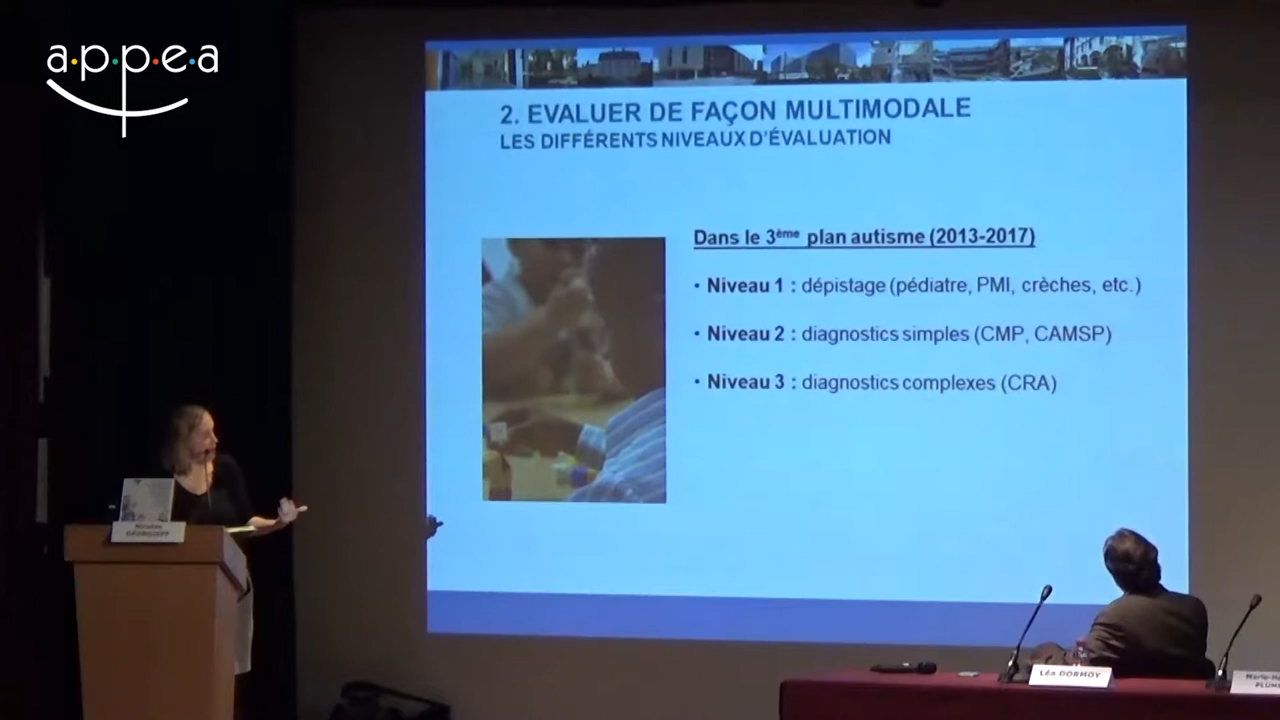 a·p·p·e·a
2. EVALUER DE FAÇON MULTIMODALE
LES DIFFÉRENTS NIVEAUX D'ÉVALUATION
Dans le 3ème plan autisme (2013-2017)
• Niveau 1 : dépistage (pédiatre, PMI, crèches, etc.)
• Niveau 2 : diagnostics simples (CMP, CAMSP)
• Niveau 3 : diagnostics complexes (CRA)
Nicolas
Léa DORMOY